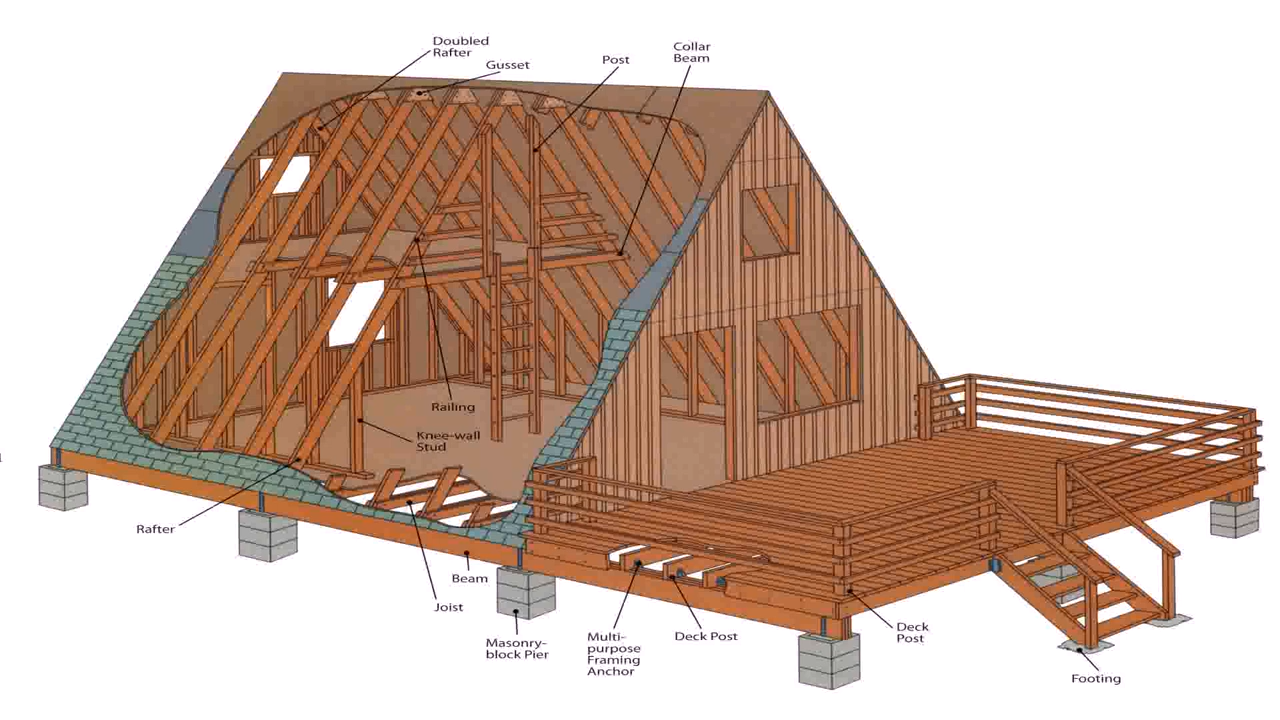 Doubled
Rafter
Gusset
Post
Collar
Beam
Railing
Knee-wall
Stud
Rafter
Beam
Joist
Masonry-
block Pier
Multi-
purpose
Framing
Anchor
Deck Post
Deck
Post
Footing